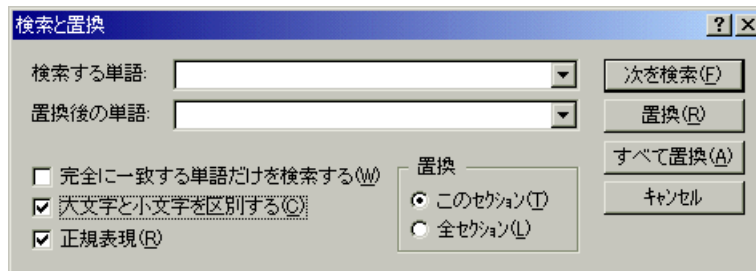 検索と置換
検索する単語:
置換後の単語:
完全に一致する単語だけを検索する(W)
大文字と小文字を区別する(C)
正規表現(R)
置換
このセクション(T)
全セクション(L)
次を検索(F)
置換(R)
すべて置換(A)
キャンセル